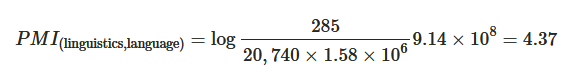 PMI(linguistics,language) = log 285 / 20,740 × 1.58 × 10^6 9.14 × 10^8 = 4.37